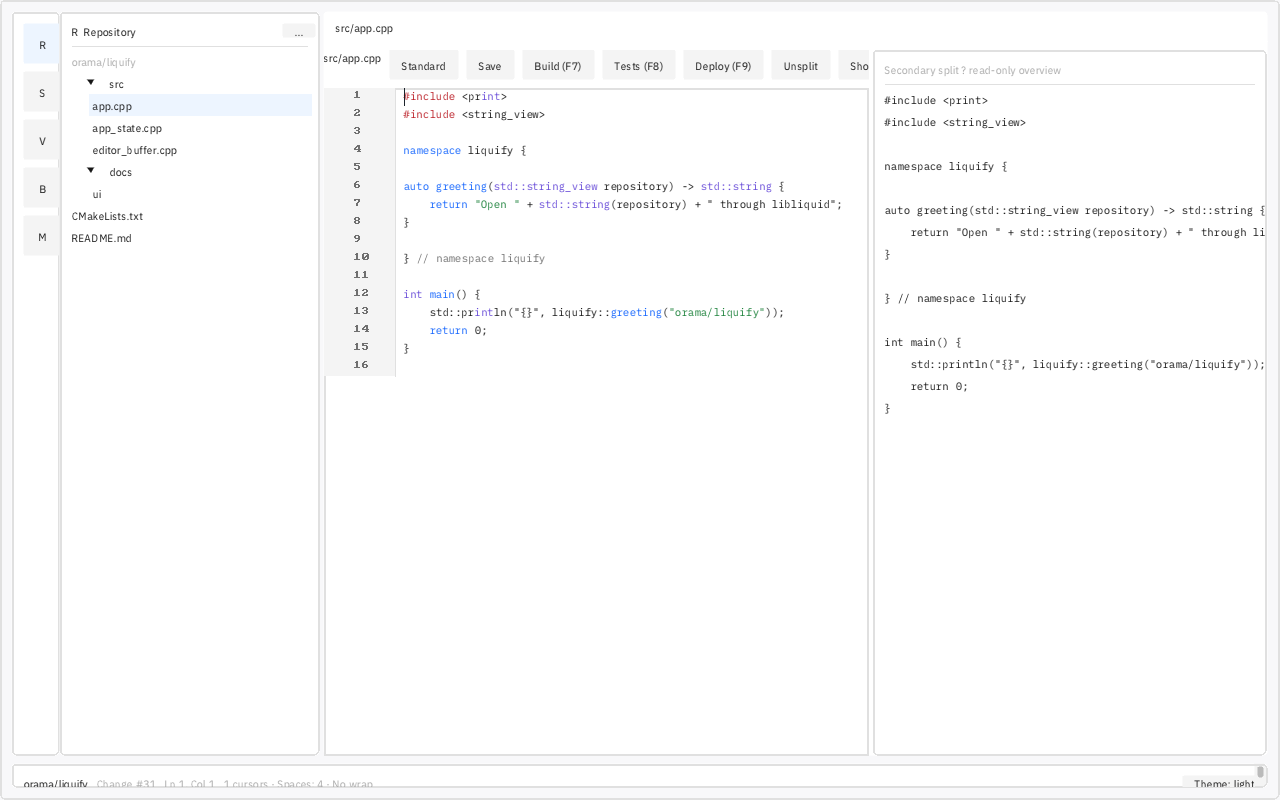 R
S
V
B
M
R Repository
...
orama/liquify
▼ src
app.cpp
app_state.cpp
editor_buffer.cpp
▼ docs
ui
CMakeLists.txt
README.md
src/app.cpp
src/app.cpp Standard Save Build (F7) Tests (F8) Deploy (F9) Unsplit Sho
1 #include <print>
2 #include <string_view>
3
4 namespace liquify {
5
6 auto greeting(std::string_view repository) -> std::string {
7     return "Open " + std::string(repository) + " through libliquid";
8 }
9
10 } // namespace liquify
11
12 int main() {
13     std::println("{}", liquify::greeting("orama/liquify"));
14     return 0;
15 }
16
Secondary split ? read-only overview
#include <print>
#include <string_view>
namespace liquify {
auto greeting(std::string_view repository) -> std::string {
    return "Open " + std::string(repository) + " through li
}
} // namespace liquify
int main() {
    std::println("{}", liquify::greeting("orama/liquify"));
    return 0;
}
orama/liquify Change #31 Ln 1, Col 1 1 cursors · Spaces: 4 · No wrap Theme: light